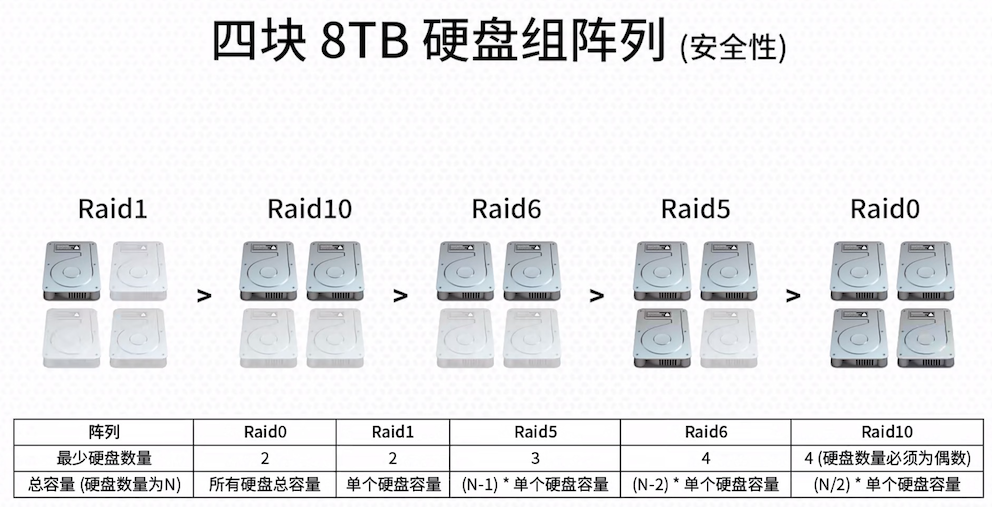 四块 8TB 硬盘组阵列 (安全性)
Raid1 > Raid10 > Raid6 > Raid5 > Raid0
阵列 Raid0 Raid1 Raid5 Raid6 Raid10
最少硬盘数量 2 2 3 4 4 (硬盘数量必须为偶数)
总容量 (硬盘数量为N) 所有硬盘总容量 单个硬盘容量 (N-1) * 单个硬盘容量 (N-2) * 单个硬盘容量 (N/2) * 单个硬盘容量